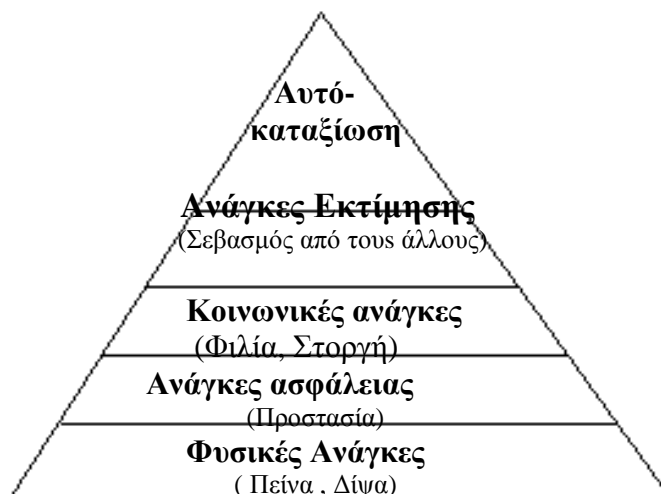 Αυτό-
καταξίωση
Ανάγκες Εκτίμησης
(Σεβασμός από τους άλλους)
Κοινωνικές ανάγκες
(Φιλία, Στοργή)
Ανάγκες ασφάλειας
(Προστασία)
Φυσικές Ανάγκες
( Πείνα , Δίψα)